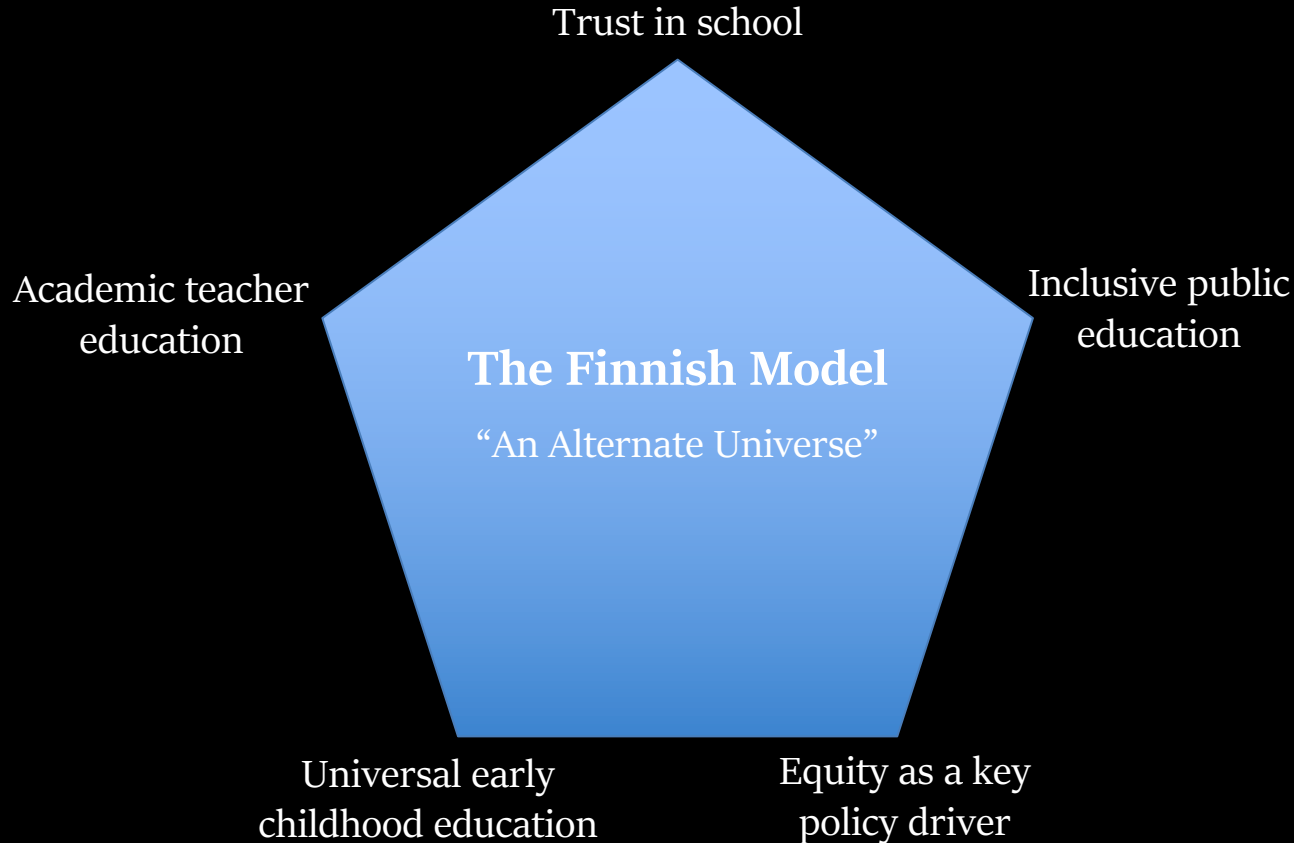 Trust in school
Academic teacher
education
Inclusive public
education
The Finnish Model
“An Alternate Universe”
Universal early
childhood education
Equity as a key
policy driver